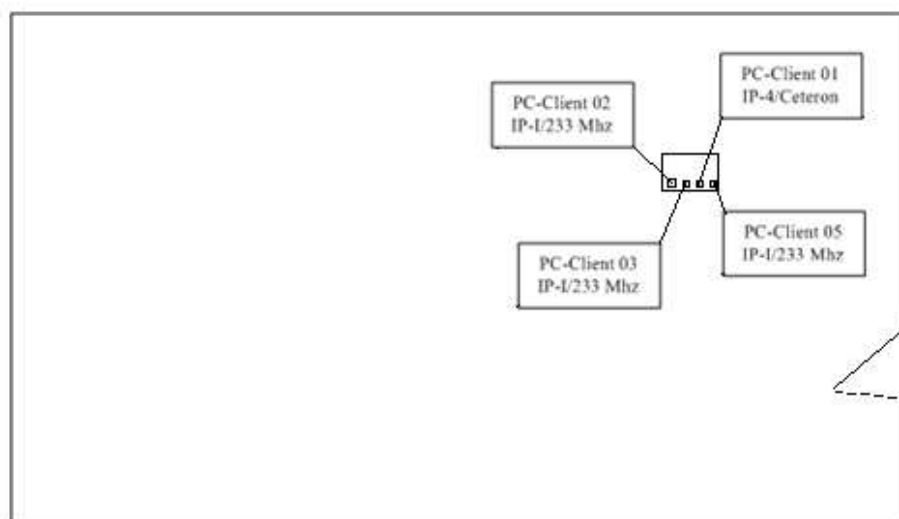 PC-Client 01
IP-4/Ceteron
PC-Client 02
IP-I/233 Mhz
PC-Client 05
IP-I/233 Mhz
PC-Client 03
IP-I/233 Mhz